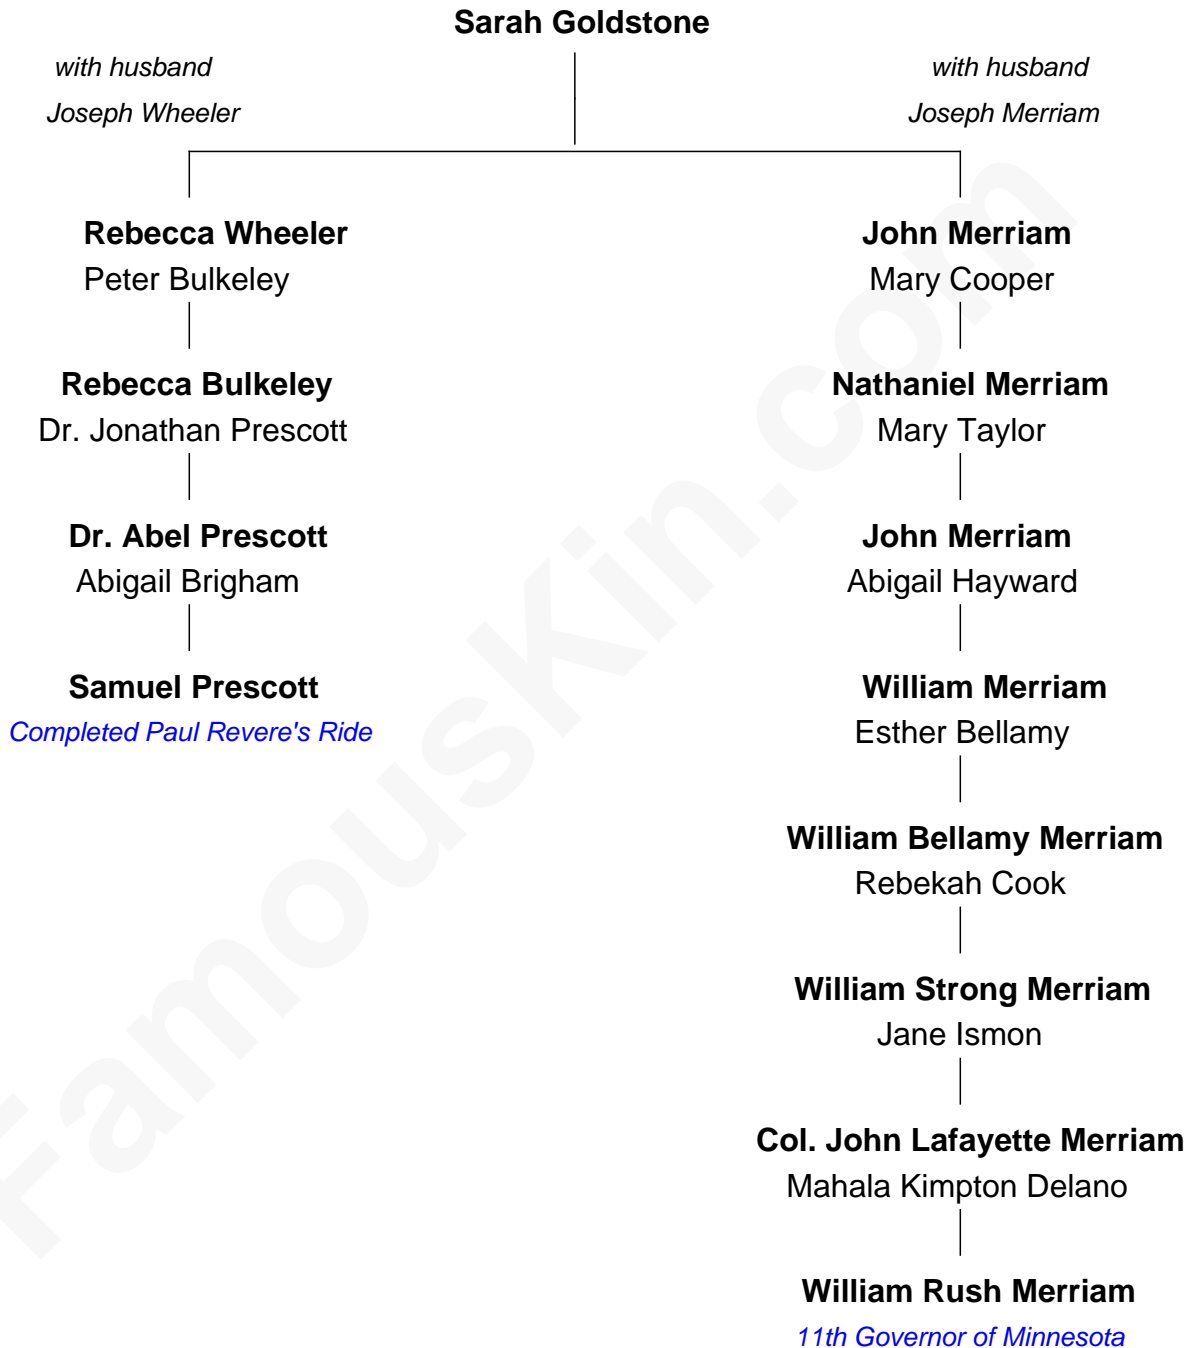 Sarah Goldstone
with husband
Joseph Wheeler
with husband
Joseph Merriam
Rebecca Wheeler
Peter Bulkeley
John Merriam
Mary Cooper
Rebecca Bulkeley
Dr. Jonathan Prescott
Nathaniel Merriam
Mary Taylor
Dr. Abel Prescott
Abigail Brigham
John Merriam
Abigail Hayward
Samuel Prescott
Completed Paul Revere's Ride
William Merriam
Esther Bellamy
William Bellamy Merriam
Rebekah Cook
William Strong Merriam
Jane Ismon
Col. John Lafayette Merriam
Mahala Kimpton Delano
William Rush Merriam
11th Governor of Minnesota
FamousKin.com